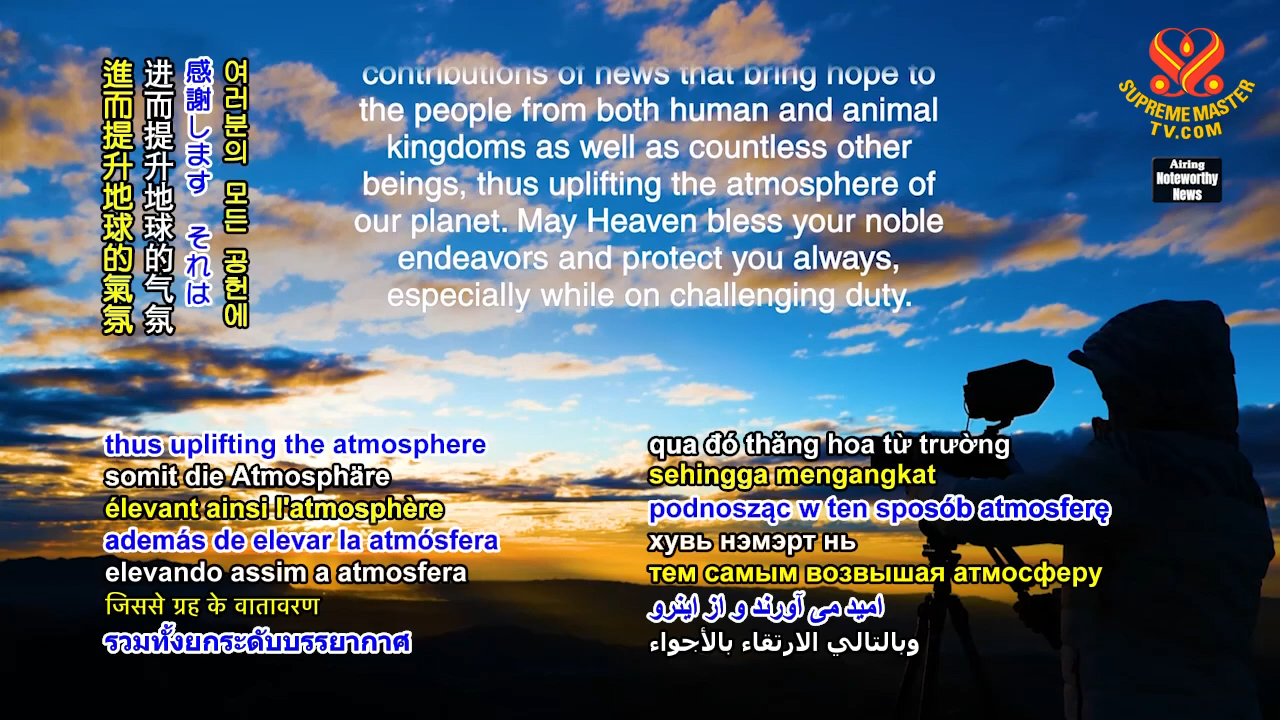 進而提升地球的氣氛
进而提升地球的气氛
感謝します それは
여러분의 모든 공헌에
contributions of news that bring hope to
the people from both human and animal
kingdoms as well as countless other
beings, thus uplifting the atmosphere of
our planet. May Heaven bless your noble
endeavors and protect you always,
especially while on challenging duty.
SUPREME MASTER
TV.COM
Airing
Noteworthy
News
thus uplifting the atmosphere
somit die Atmosphäre
élevant ainsi l'atmosphère
además de elevar la atmósfera
elevando assim a atmosfera
जिससे ग्रह के वातावरण
รวมทั้งยกระดับบรรยากาศ
qua đó thăng hoa từ trường
sehingga mengangkat
podnosząc w ten sposób atmosferę
хувь нэмэрт нь
тем самым возвышая атмосферу
امید می آورند و از اینرو
وبالتالي الارتقاء بالأجواء